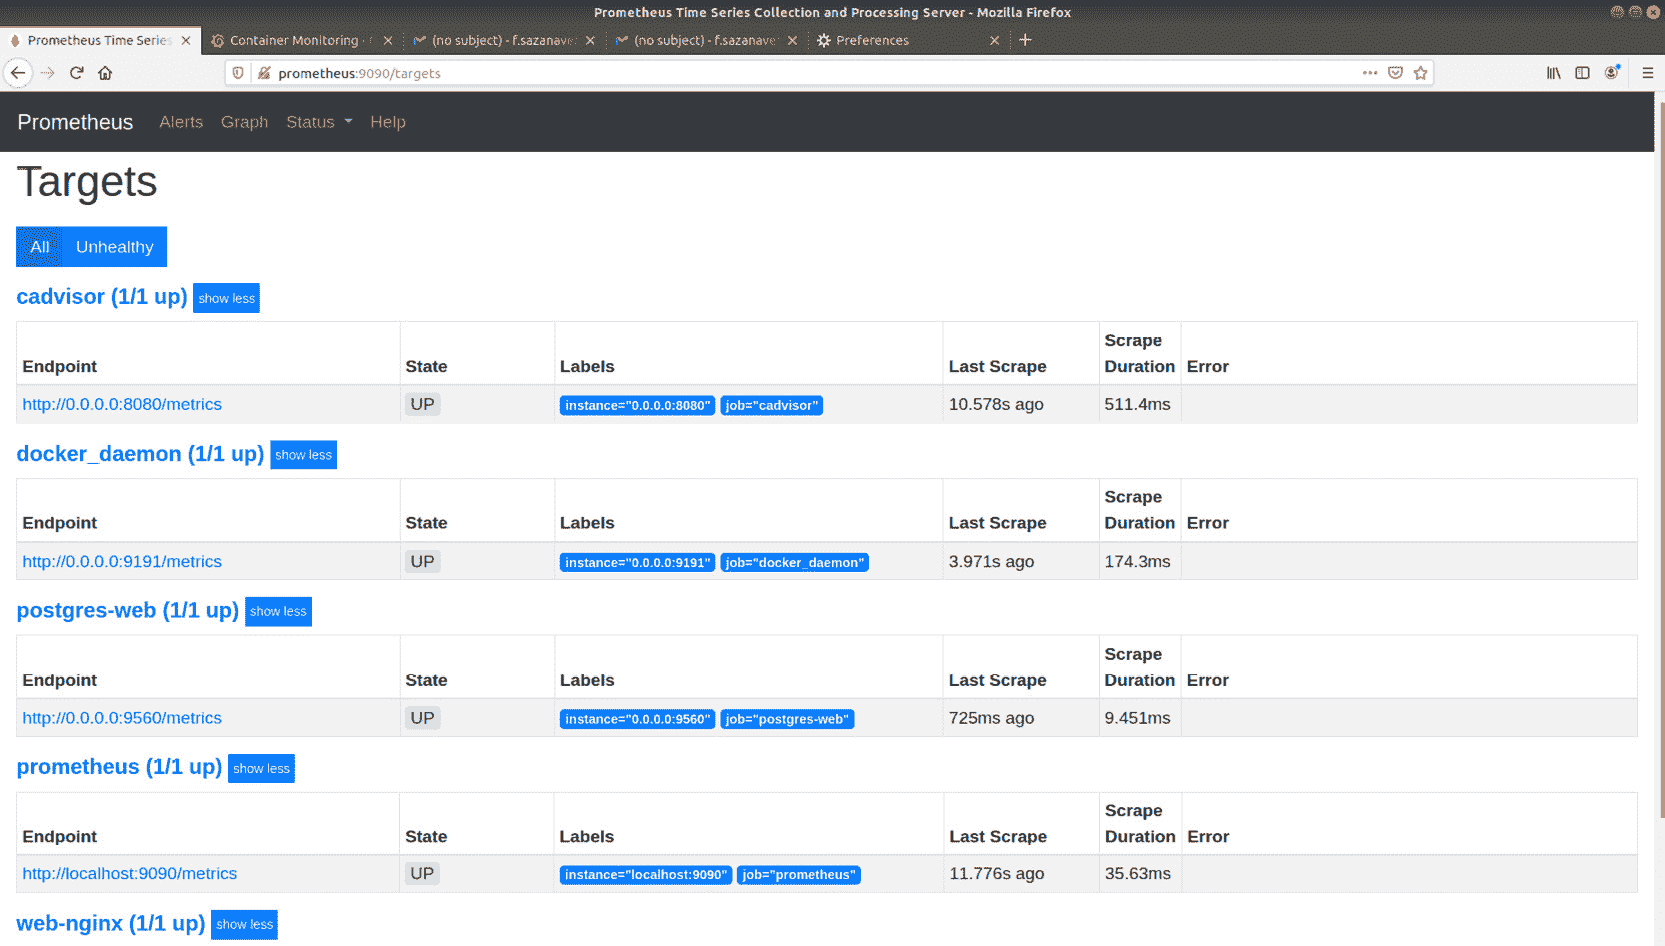 Prometheus Time Series Collection and Processing Server - Mozilla Firefox
Prometheus Time Series
Container Monitoring
(no subject) - f.sazanave
(no subject) - f.sazanave
Preferences
prometheus:9090/targets
Prometheus Alerts Graph Status Help
Targets
All Unhealthy
cadvisor (1/1 up) show less
Endpoint State Labels Last Scrape Scrape Duration Error
http://0.0.0.0:8080/metrics UP instance="0.0.0.0:8080" job="cadvisor" 10.578s ago 511.4ms
docker_daemon (1/1 up) show less
Endpoint State Labels Last Scrape Scrape Duration Error
http://0.0.0.0:9191/metrics UP instance="0.0.0.0:9191" job="docker_daemon" 3.971s ago 174.3ms
postgres-web (1/1 up) show less
Endpoint State Labels Last Scrape Scrape Duration Error
http://0.0.0.0:9560/metrics UP instance="0.0.0.0:9560" job="postgres-web" 725ms ago 9.451ms
prometheus (1/1 up) show less
Endpoint State Labels Last Scrape Scrape Duration Error
http://localhost:9090/metrics UP instance="localhost:9090" job="prometheus" 11.776s ago 35.63ms
web-nginx (1/1 up) show less